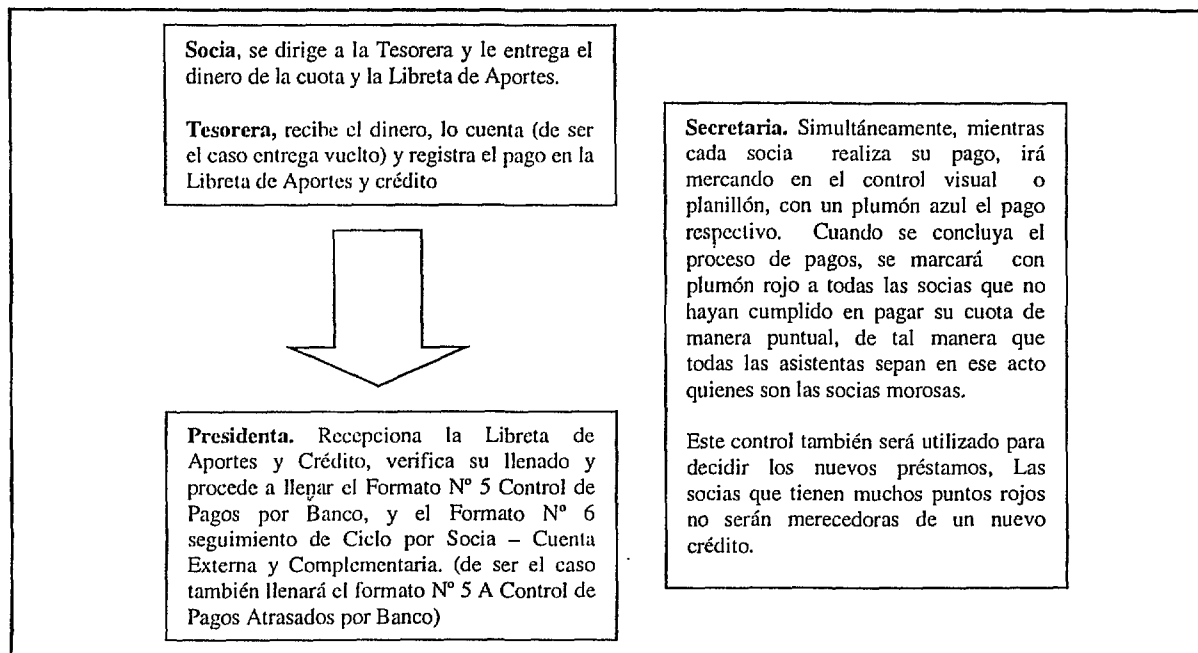 Socia, se dirige a la Tesorera y le entrega el
dinero de la cuota y la Libreta de Aportes.
Tesorera, recibe el dinero, lo cuenta (de ser
el caso entrega vuelto) y registra el pago en la
Libreta de Aportes y crédito
Presidenta. Recepciona la Libreta de
Aportes y Crédito, verifica su llenado y
procede a llenar el Formato Nº 5 Control de
Pagos por Banco, y el Formato Nº 6
seguimiento de Ciclo por Socia – Cuenta
Externa y Complementaria. (de ser el caso
también llenará el formato Nº 5 A Control de
Pagos Atrasados por Banco)
Secretaria. Simultáneamente, mientras
cada socia realiza su pago, irá
mercando en el control visual o
planillón, con un plumón azul el pago
respectivo. Cuando se concluya el
proceso de pagos, se marcará con
plumón rojo a todas las socias que no
hayan cumplido en pagar su cuota de
manera puntual, de tal manera que
todas las asistentas sepan en ese acto
quienes son las socias morosas.
Este control también será utilizado para
decidir los nuevos préstamos, Las
socias que tienen muchos puntos rojos
no serán merecedoras de un nuevo
crédito.